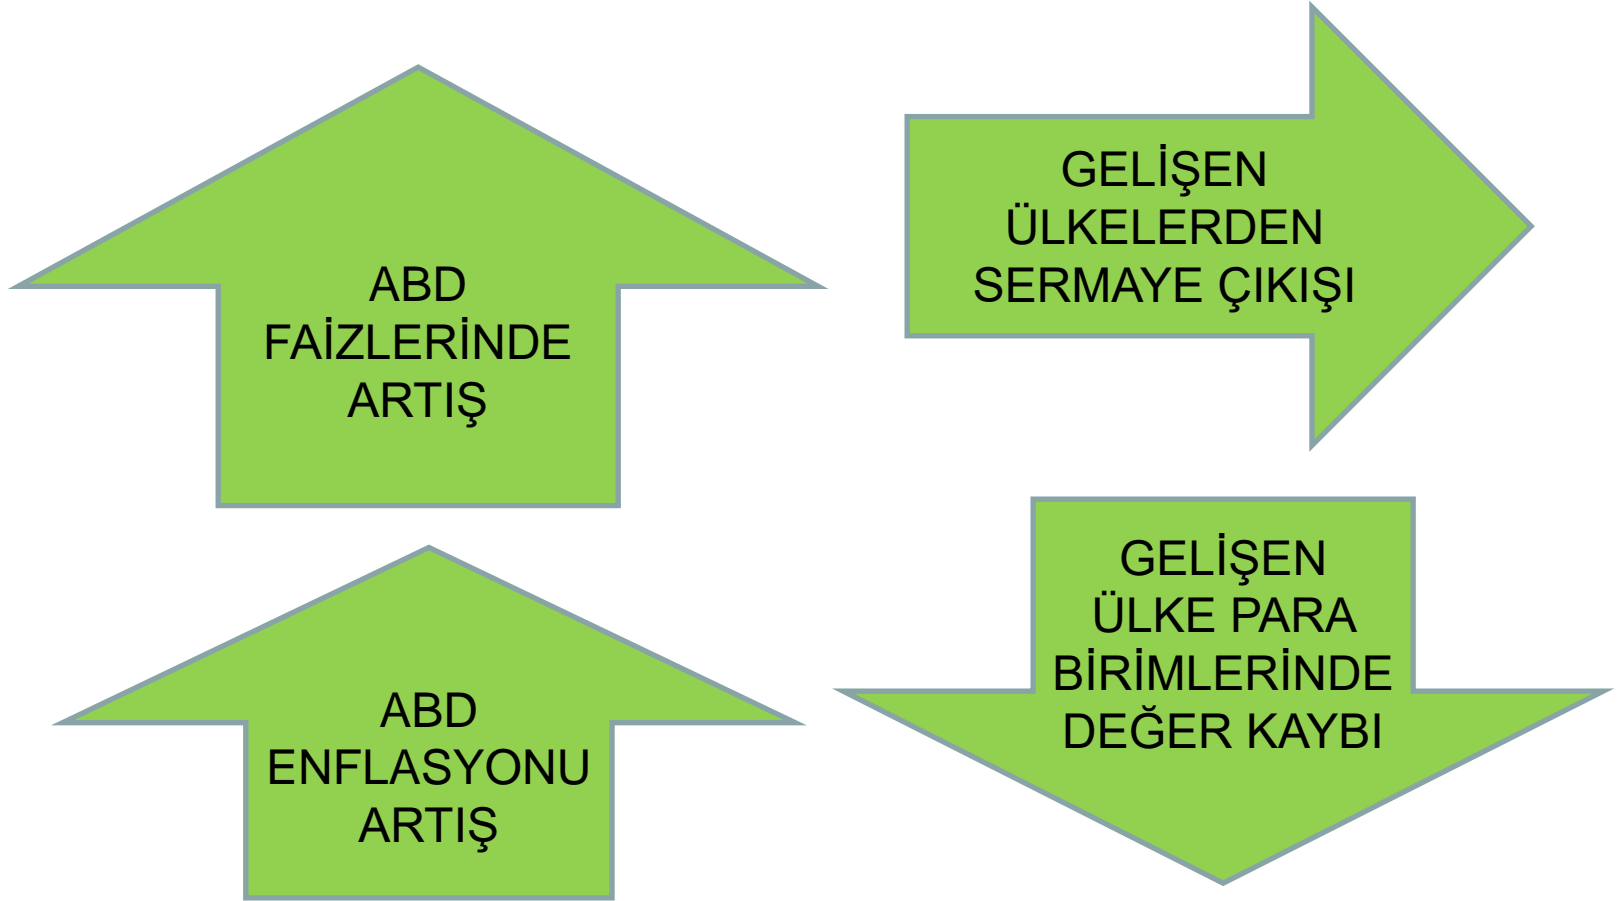 ABD
FAİZLERİNDE
ARTIŞ
GELİŞEN
ÜLKELERDEN
SERMAYE ÇIKIŞI
ABD
ENFLASYONU
ARTIŞ
GELİŞEN
ÜLKE PARA
BİRİMLERİNDE
DEĞER KAYBI